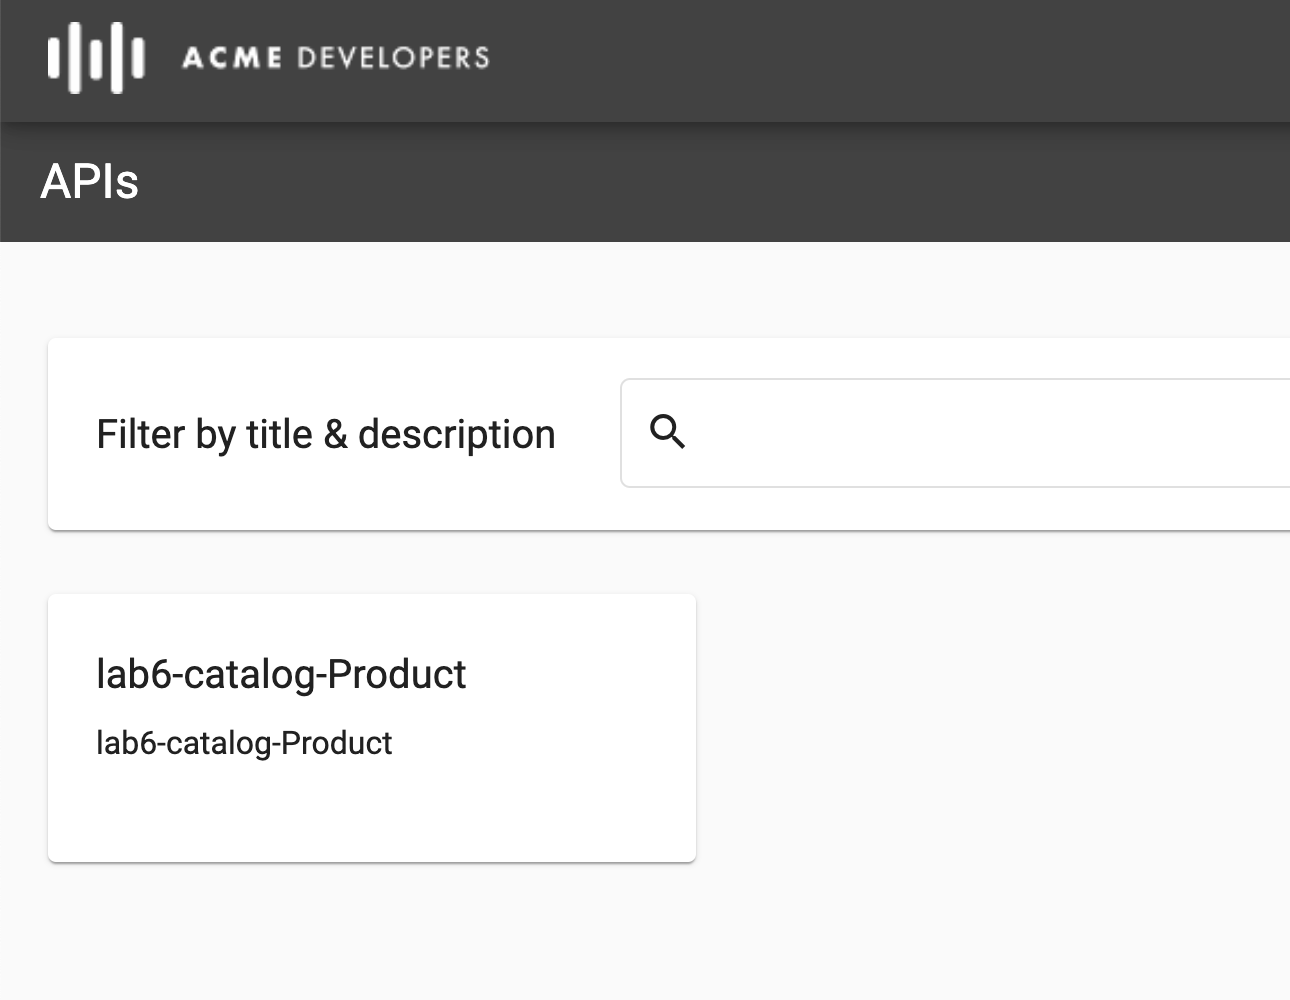 ACME DEVELOPERS
APIs
Filter by title & description
lab6-catalog-Product
lab6-catalog-Product